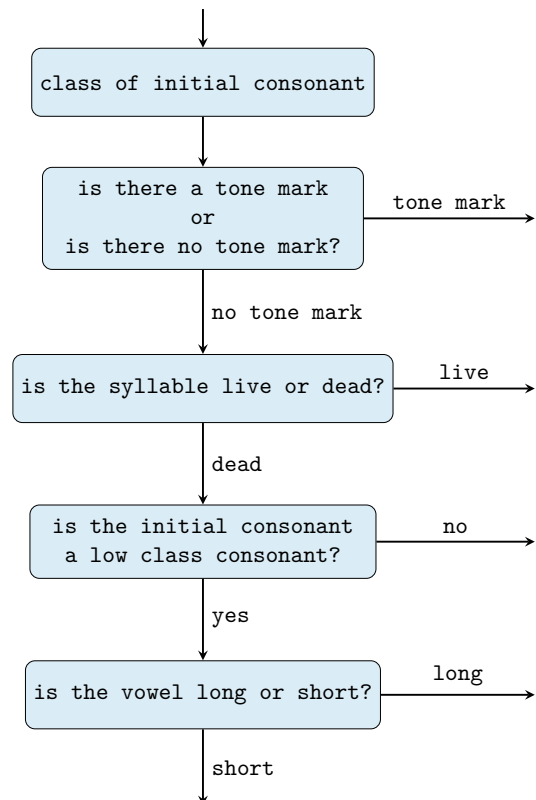 class of initial consonant
is there a tone mark
or
is there no tone mark?
tone mark
no tone mark
is the syllable live or dead?
live
dead
is the initial consonant
a low class consonant?
no
yes
is the vowel long or short?
long
short